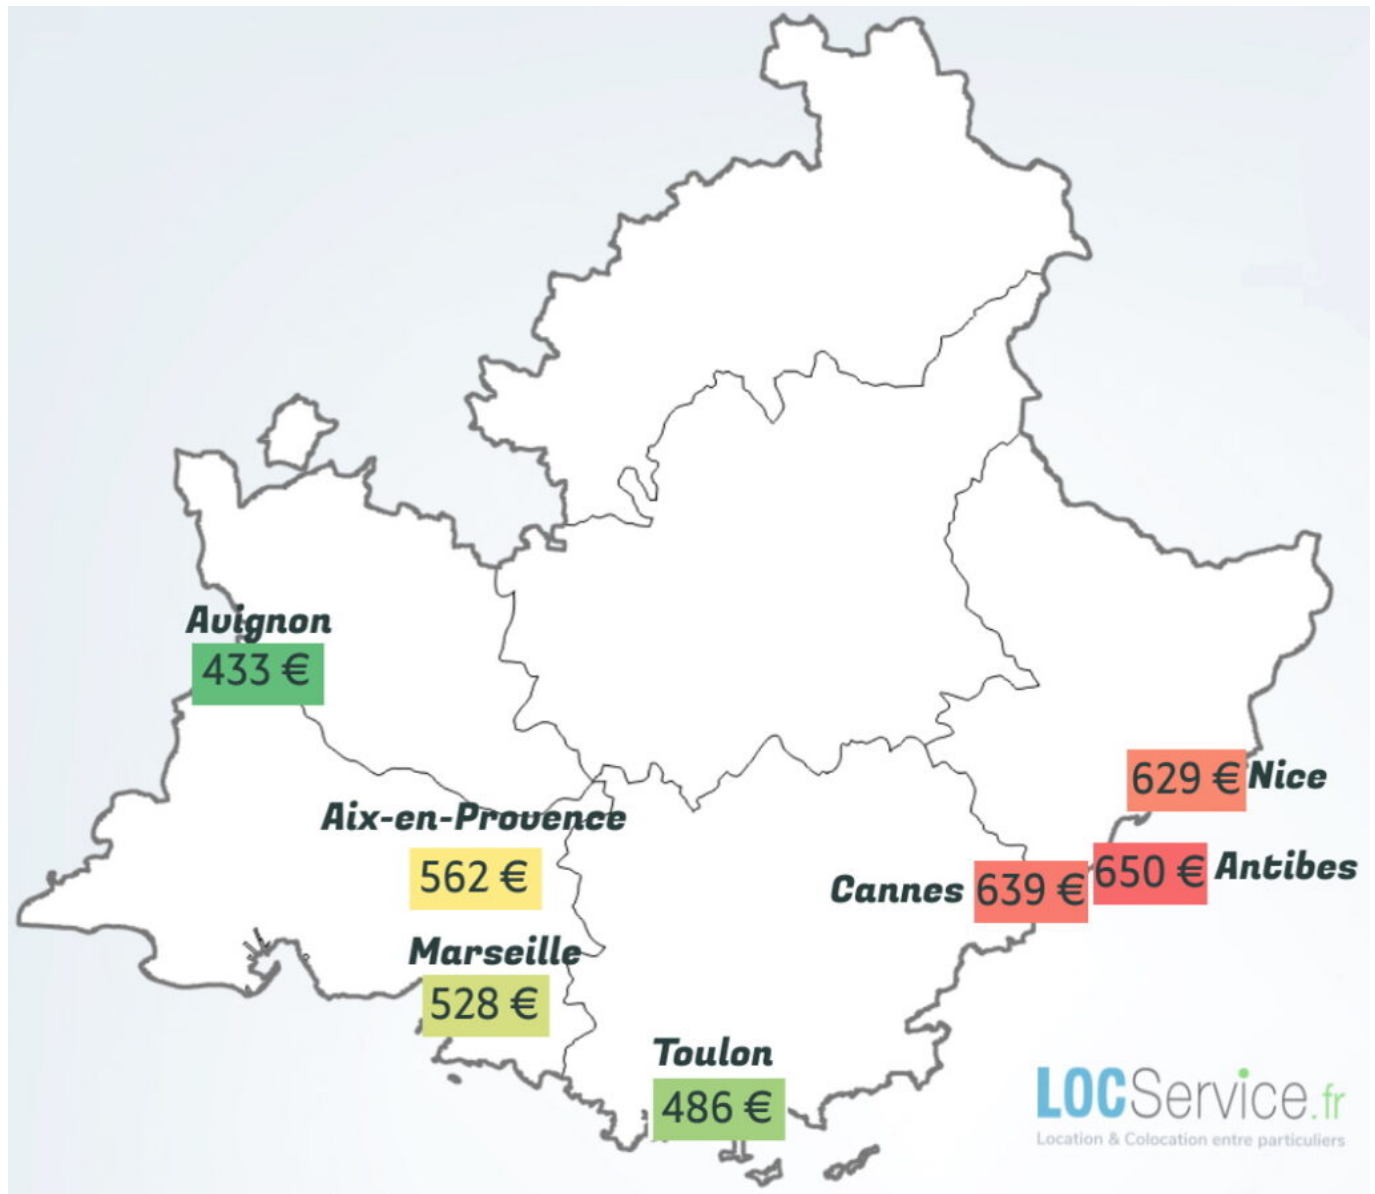 Avignon
433 €
Nice
629 €
Aix-en-Provence
562 €
Antibes
650 €
Cannes
639 €
Marseille
528 €
Toulon
486 €
LOCService.fr
Location & Colocation entre particuliers